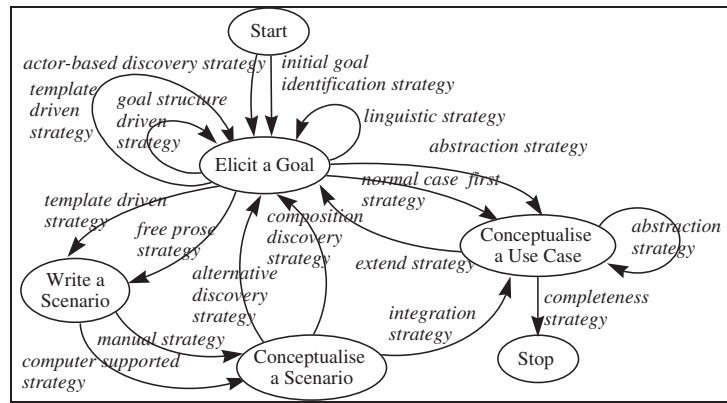 Start
actor-based discovery strategy
initial goal
identification strategy
template
driven
strategy
goal structure
driven
strategy
linguistic strategy
Elicit a Goal
abstraction strategy
normal case first
strategy
template driven
strategy
free prose
strategy
composition
discovery
strategy
alternative
discovery
strategy
extend strategy
Conceptualise
a Use Case
abstraction
strategy
Write a
Scenario
manual strategy
computer supported
strategy
Conceptualise
a Scenario
integration
strategy
completeness
strategy
Stop